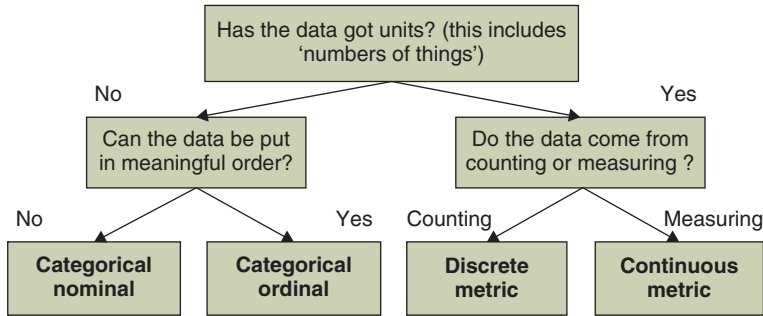 Has the data got units? (this includes
‘numbers of things’)
No
Yes
Can the data be put
in meaningful order?
Do the data come from
counting or measuring ?
No
Yes
Counting
Measuring
Categorical
nominal
Categorical
ordinal
Discrete
metric
Continuous
metric